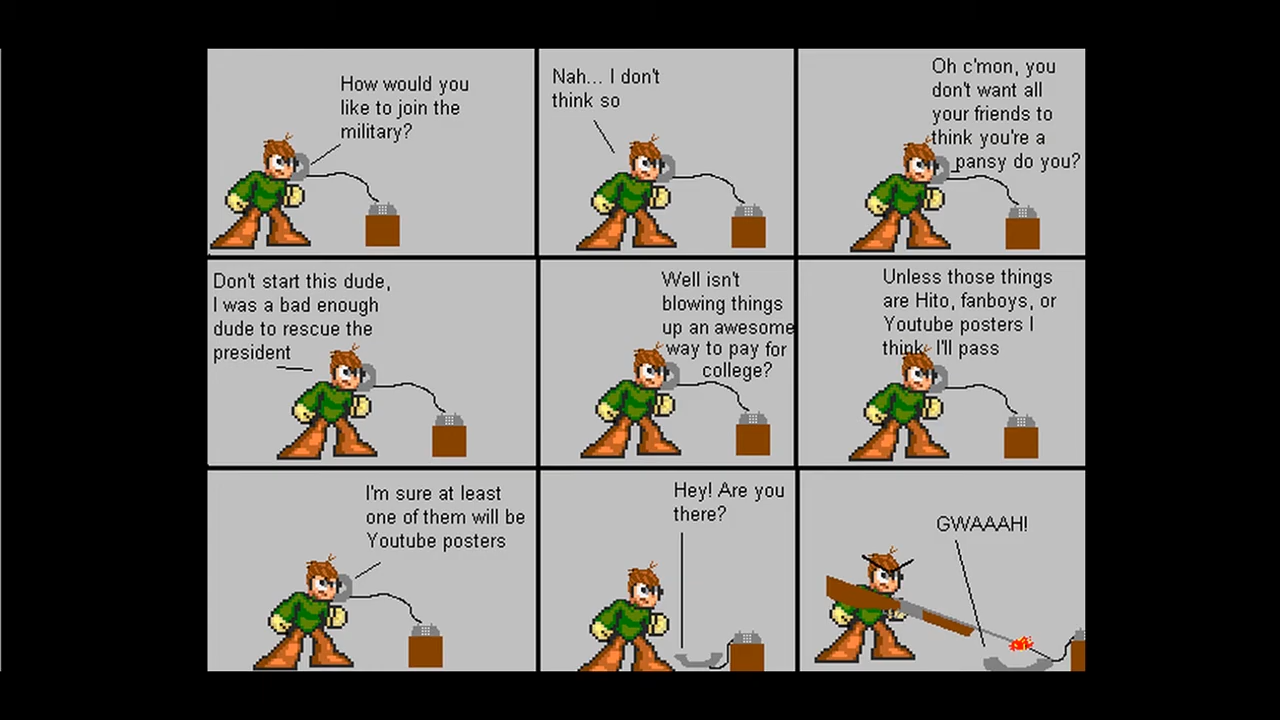 How would you
like to join the
military?
Nah... I don't
think so
Oh c'mon, you
don't want all
your friends to
think you're a
pansy do you?
Don't start this dude,
I was a bad enough
dude to rescue the
president
Well isn't
blowing things
up an awesome
way to pay for
college?
Unless those things
are Hito, fanboys, or
Youtube posters I
think I'll pass
I'm sure at least
one of them will be
Youtube posters
Hey! Are you
there?
GWAAAH!